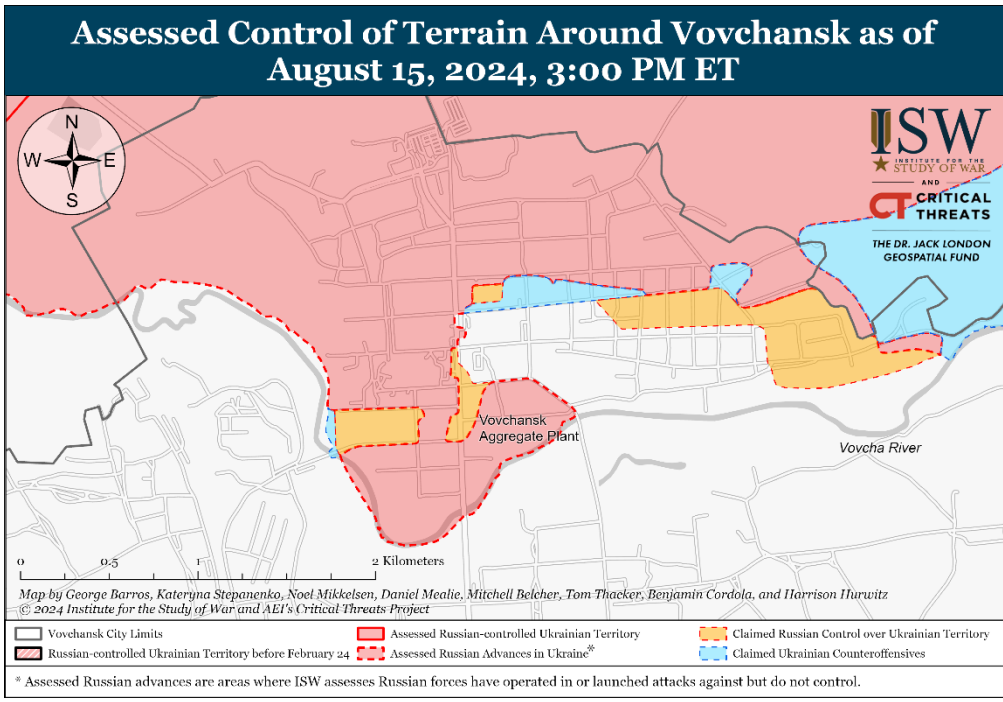 Assessed Control of Terrain Around Vovchansk as of
August 15, 2024, 3:00 PM ET
N
W
E
S
ISW
INSTITUTE FOR THE
STUDY OF WAR
AND
CT CRITICAL
THREATS
THE DR. JACK LONDON
GEOSPATIAL FUND
Vovchansk
Aggregate Plant
Vovcha River
0
0.5
1
2 Kilometers
Map by George Barros, Kateryna Stepanenko, Noel Mikkelsen, Daniel Mealie, Mitchell Belcher, Tom Thacker, Benjamin Cordola, and Harrison Hurwitz
© 2024 Institute for the Study of War and AEI's Critical Threats Project
Vovchansk City Limits
Assessed Russian-controlled Ukrainian Territory
Claimed Russian Control over Ukrainian Territory
Russian-controlled Ukrainian Territory before February 24
Assessed Russian Advances in Ukraine*
Claimed Ukrainian Counteroffensives
* Assessed Russian advances are areas where ISW assesses Russian forces have operated in or launched attacks against but do not control.